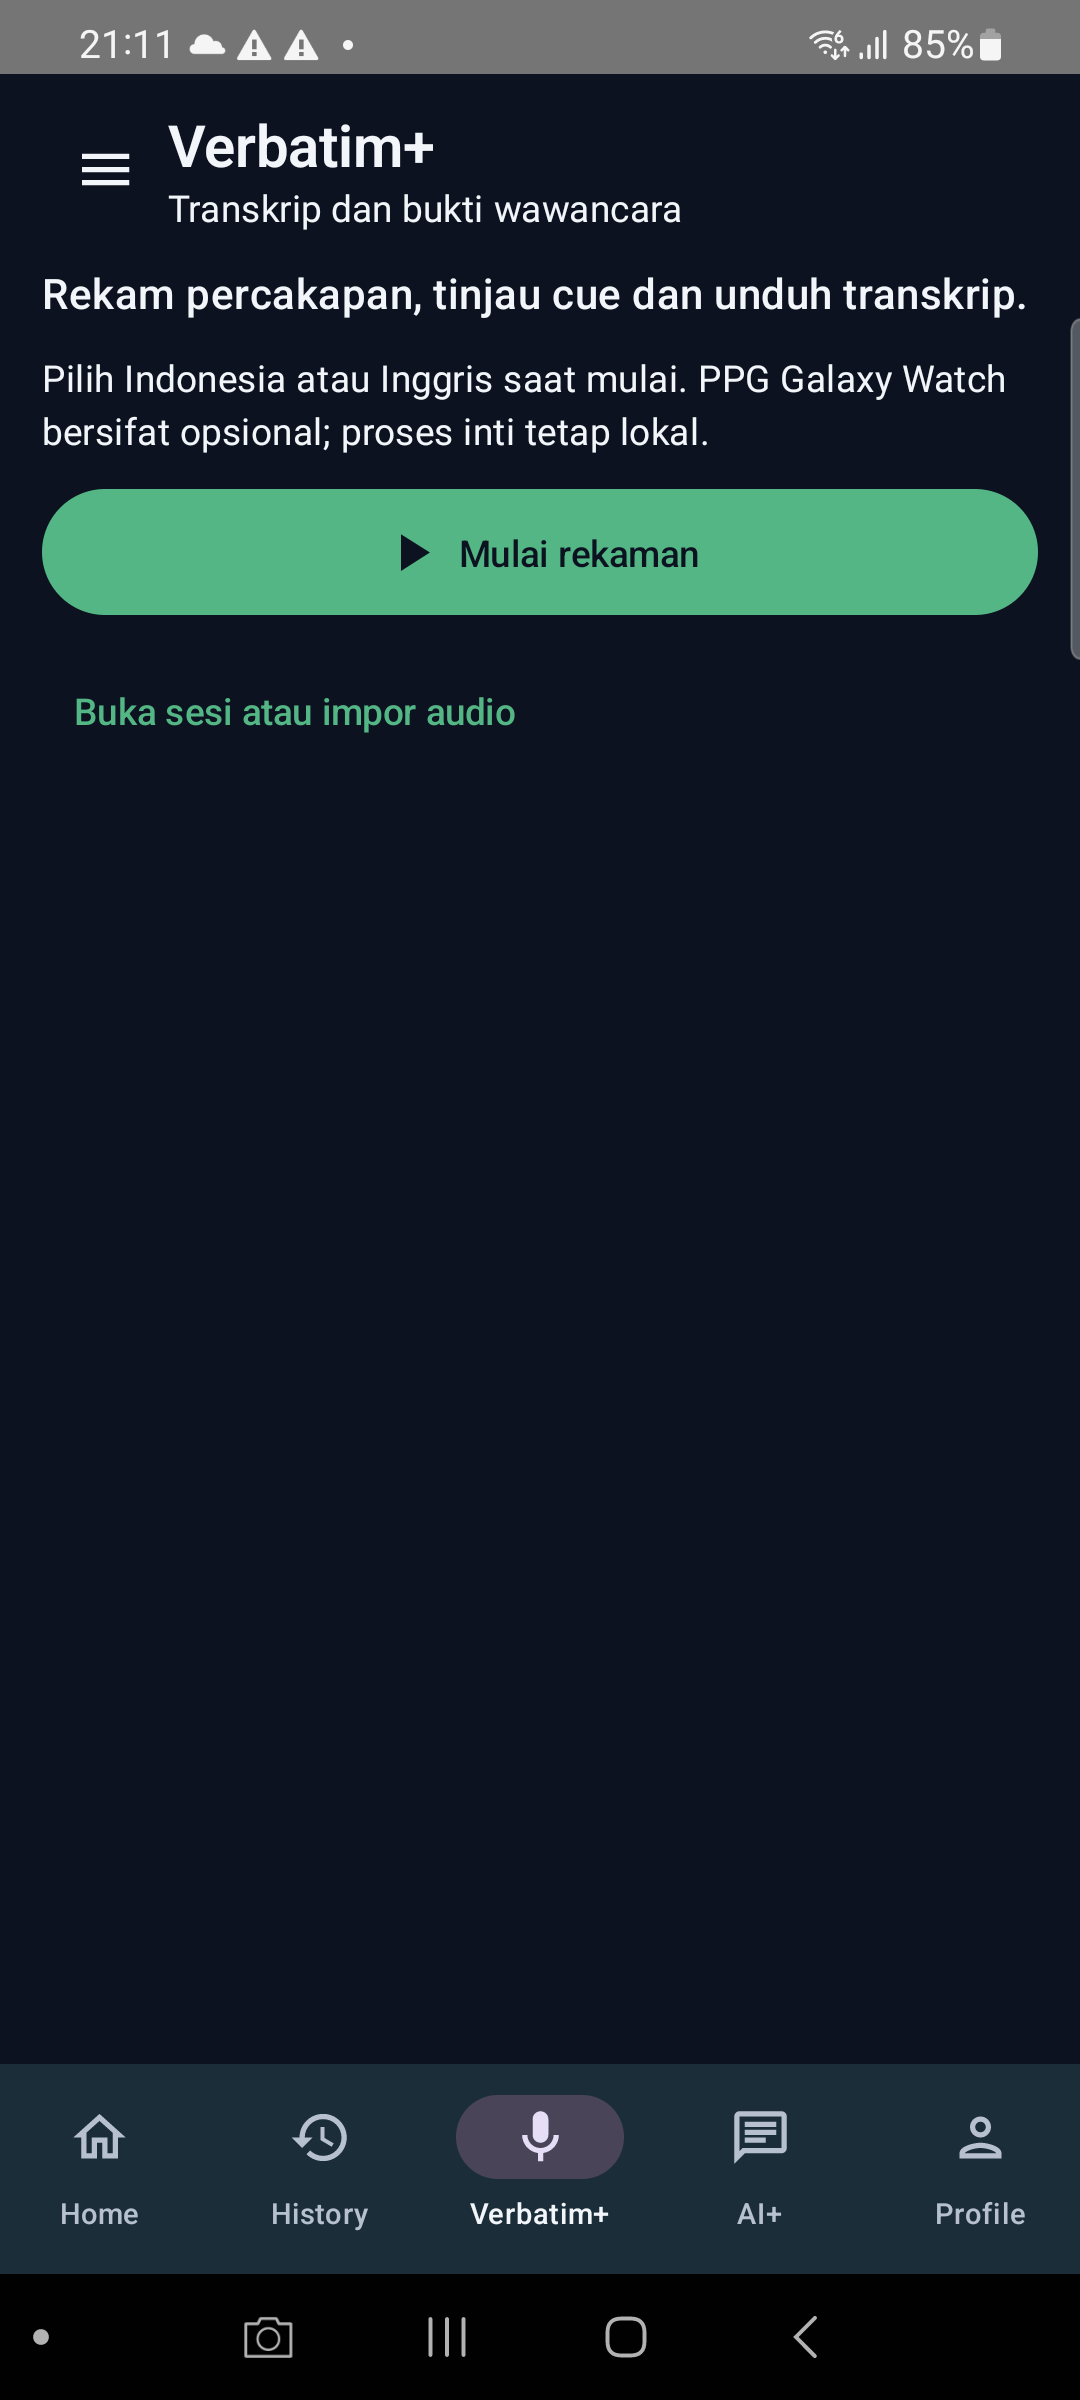 21:11
85%
Verbatim+
Transkrip dan bukti wawancara
Rekam percakapan, tinjau cue dan unduh transkrip.
Pilih Indonesia atau Inggris saat mulai. PPG Galaxy Watch
bersifat opsional; proses inti tetap lokal.
Mulai rekaman
Buka sesi atau impor audio
Home
History
Verbatim+
AI+
Profile